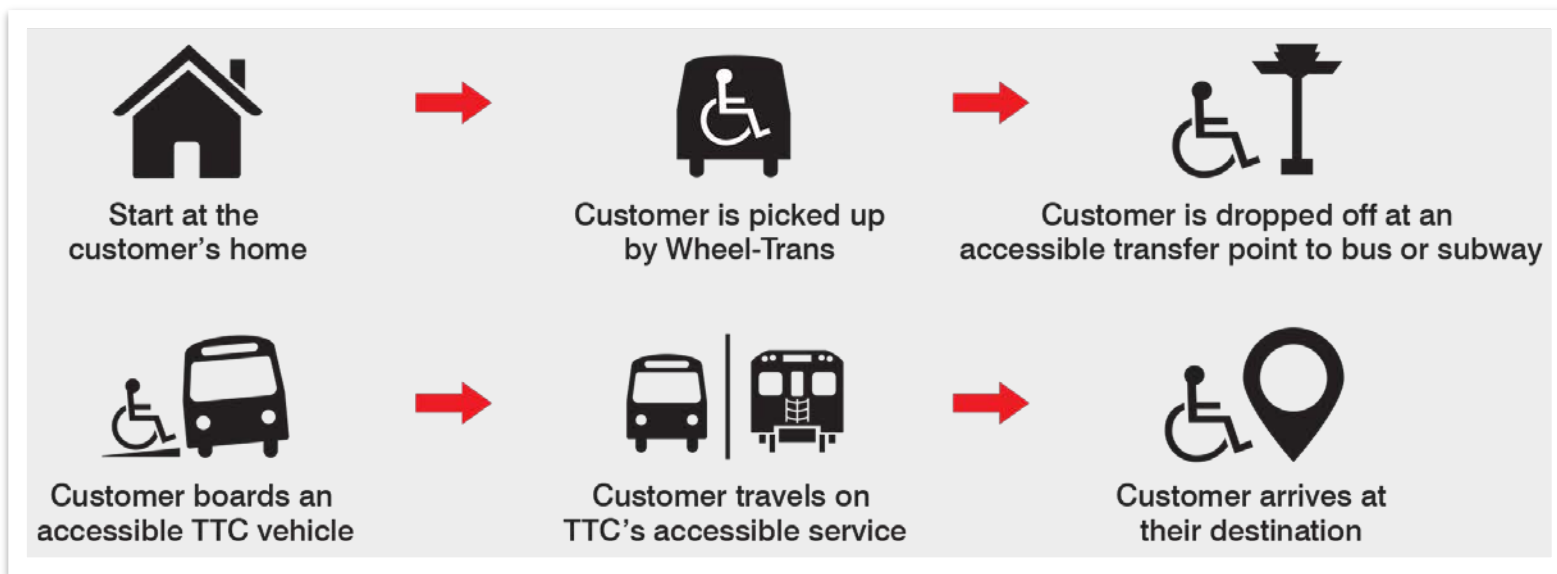 Start at the
customer’s home
Customer is picked up
by Wheel-Trans
Customer is dropped off at an
accessible transfer point to bus or subway
Customer boards an
accessible TTC vehicle
Customer travels on
TTC’s accessible service
Customer arrives at
their destination